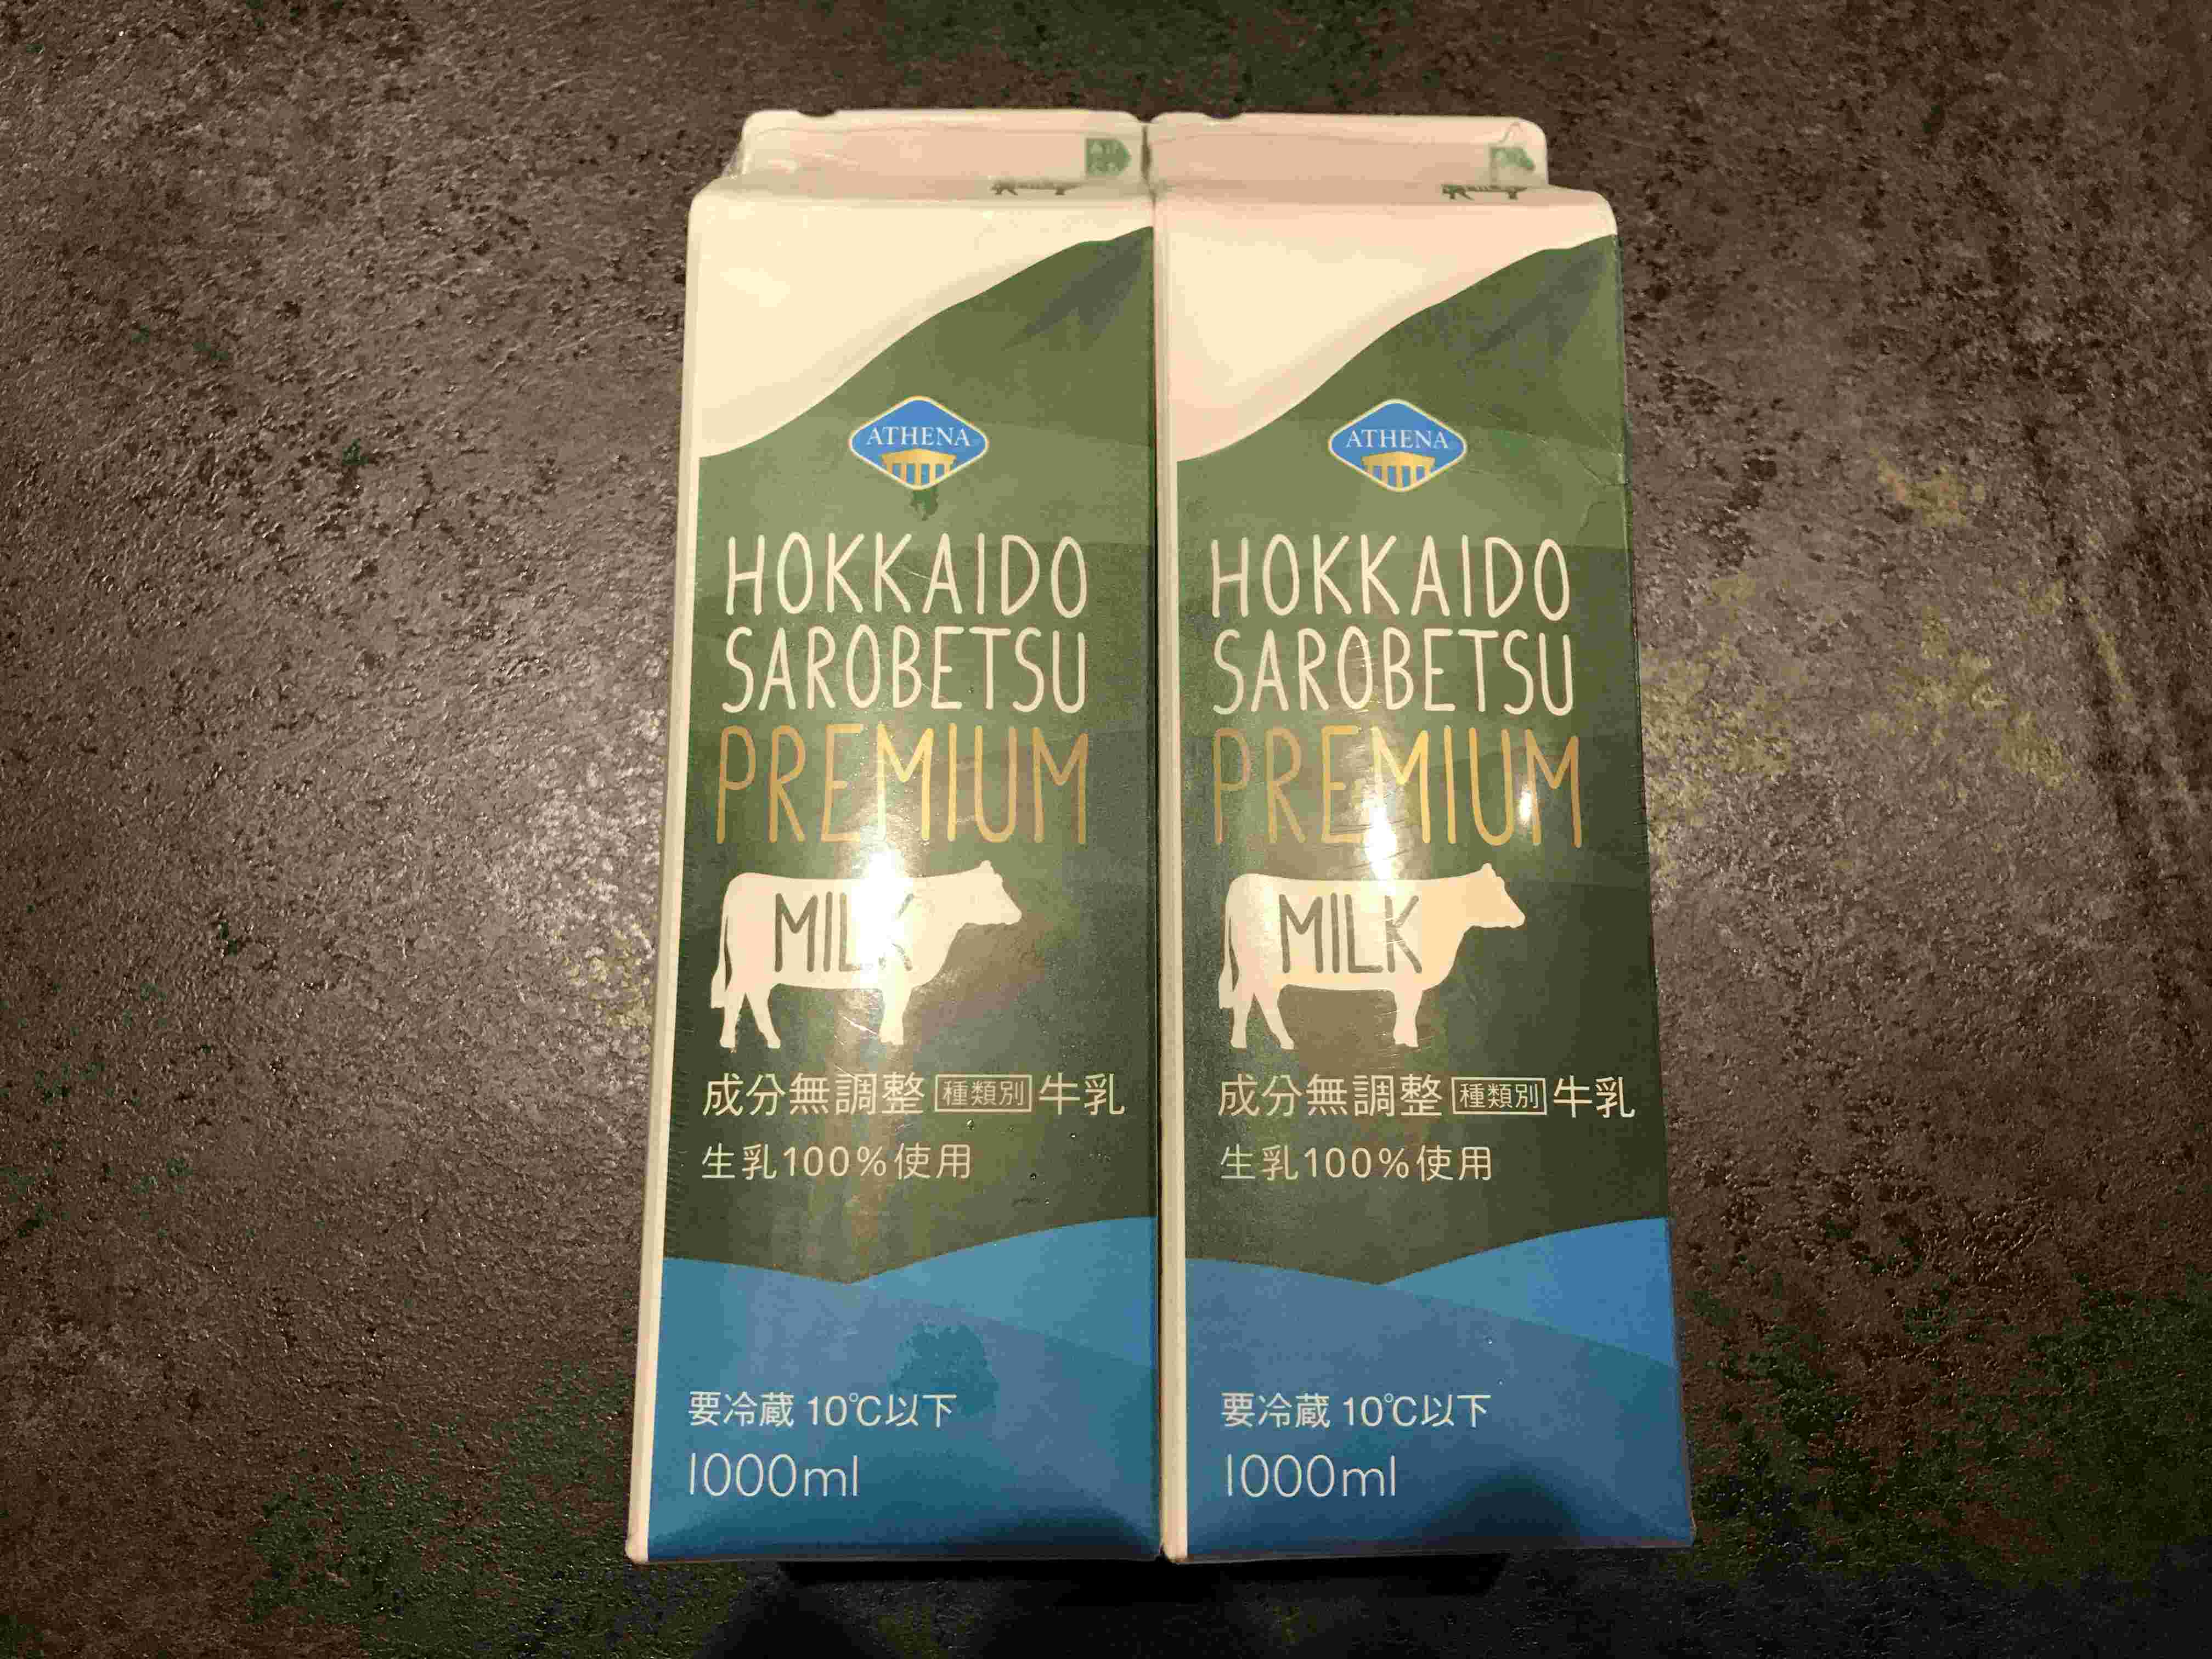 ATHENA
HOKKAIDO
SAROBETSU
PREMIUM
MILK
成分無調整 種類別 牛乳
生乳100%使用
要冷蔵 10℃以下
1000ml
ATHENA
HOKKAIDO
SAROBETSU
PREMIUM
MILK
成分無調整 種類別 牛乳
生乳100%使用
要冷蔵 10℃以下
1000ml